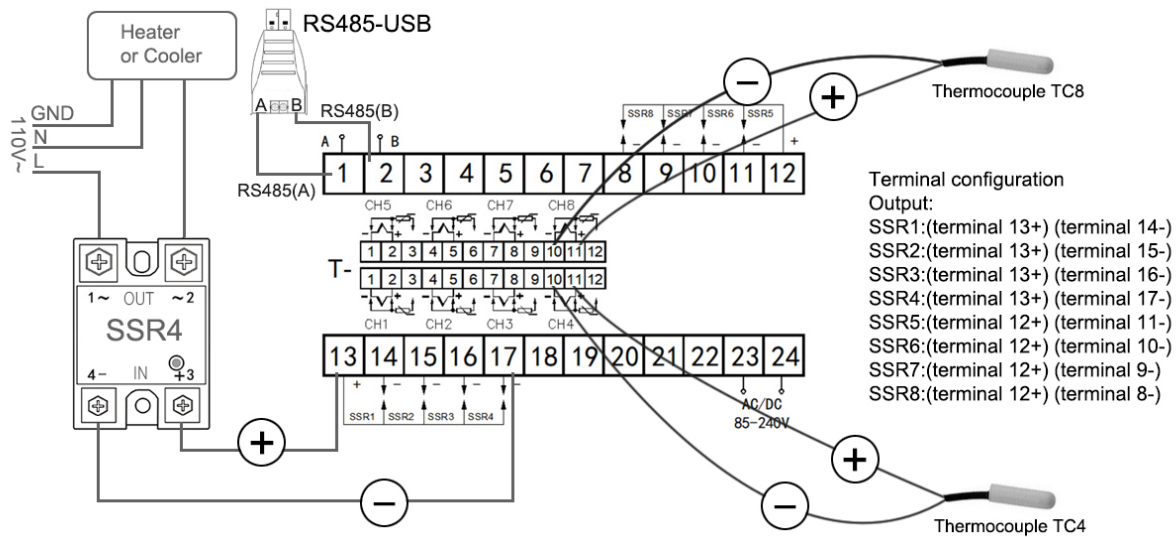 Heater
or Cooler
RS485-USB
A B
GND
N
L
110V~
RS485(B)
RS485(A)
A B
SSR8 SSR7 SSR6 SSR5
− − − − +
1 2 3 4 5 6 7 8 9 10 11 12
CH5 CH6 CH7 CH8
− + − + − + − +
1 2 3 4 5 6 7 8 9 10 11 12
T-
1 2 3 4 5 6 7 8 9 10 11 12
− + − + − + − +
CH1 CH2 CH3 CH4
13 14 15 16 17 18 19 20 21 22 23 24
+ − − − −
SSR1 SSR2 SSR3 SSR4
AC/DC
85-240V
1~ OUT ~2
SSR4
4- IN +3
+
−
−
+
Thermocouple TC8
Terminal configuration
Output:
SSR1:(terminal 13+) (terminal 14-)
SSR2:(terminal 13+) (terminal 15-)
SSR3:(terminal 13+) (terminal 16-)
SSR4:(terminal 13+) (terminal 17-)
SSR5:(terminal 12+) (terminal 11-)
SSR6:(terminal 12+) (terminal 10-)
SSR7:(terminal 12+) (terminal 9-)
SSR8:(terminal 12+) (terminal 8-)
+
−
Thermocouple TC4